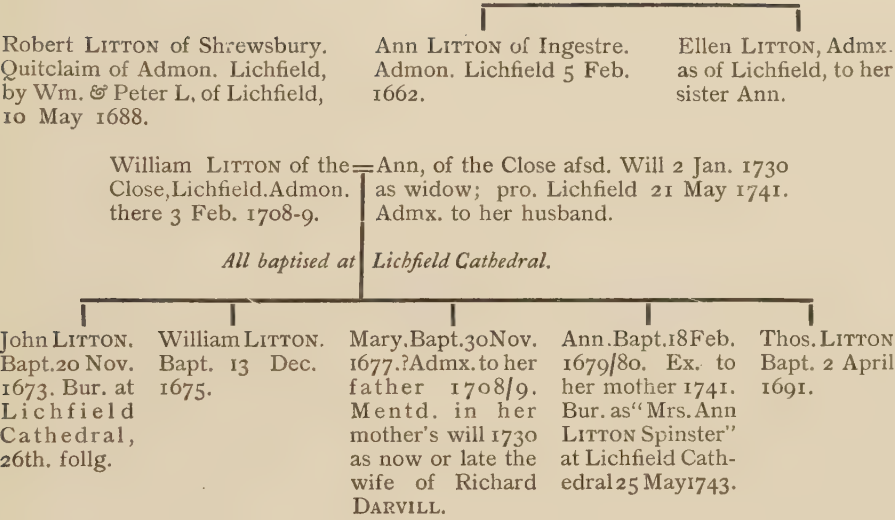 Robert LITTON of Shrewsbury.
Quitclaim of Admon. Lichfield,
by Wm. & Peter L, of Lichfield,
10 May 1688.
Ann LITTON of Ingestre.
Admon. Lichfield 5 Feb.
1662.
Ellen LITTON, Admx.
as of Lichfield, to her
sister Ann.
William LITTON of the
Close, Lichfield. Admon.
there 3 Feb. 1708-9.
=
Ann, of the Close afsd. Will 2 Jan. 1730
as widow; pro. Lichfield 21 May 1741.
Admx. to her husband.
All baptised at Lichfield Cathedral.
John LITTON.
Bapt. 20 Nov.
1673. Bur. at
Lichfield
Cathedral,
26th. follg.
William LITTON.
Bapt. 13 Dec.
1675.
Mary. Bapt. 30 Nov.
1677. ? Admx. to her
father 1708/9.
Mentd. in her
mother's will 1730
as now or late the
wife of Richard
DARVILL.
Ann. Bapt. 18 Feb.
1679/80. Ex. to
her mother 1741.
Bur. as "Mrs. Ann
LITTON Spinster"
at Lichfield Cath-
edral 25 May 1743.
Thos. LITTON
Bapt. 2 April
1691.